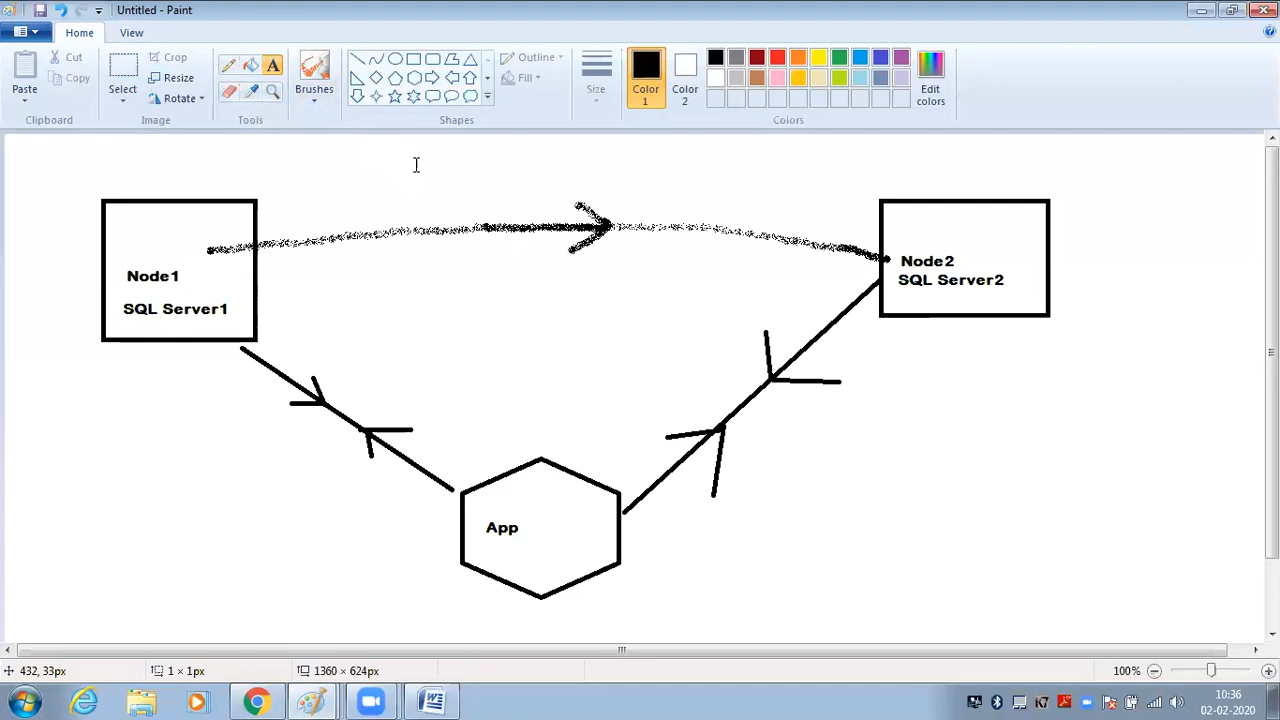 Untitled - Paint
Home
View
Paste
Cut
Copy
Clipboard
Select
Crop
Resize
Rotate
Image
Tools
Brushes
Shapes
Outline
Fill
Size
Color
1
Color
2
Edit
colors
Colors
Node1
SQL Server1
Node2
SQL Server2
App
432, 33px
1 × 1px
1360 × 624px
100%
10:36
02-02-2020